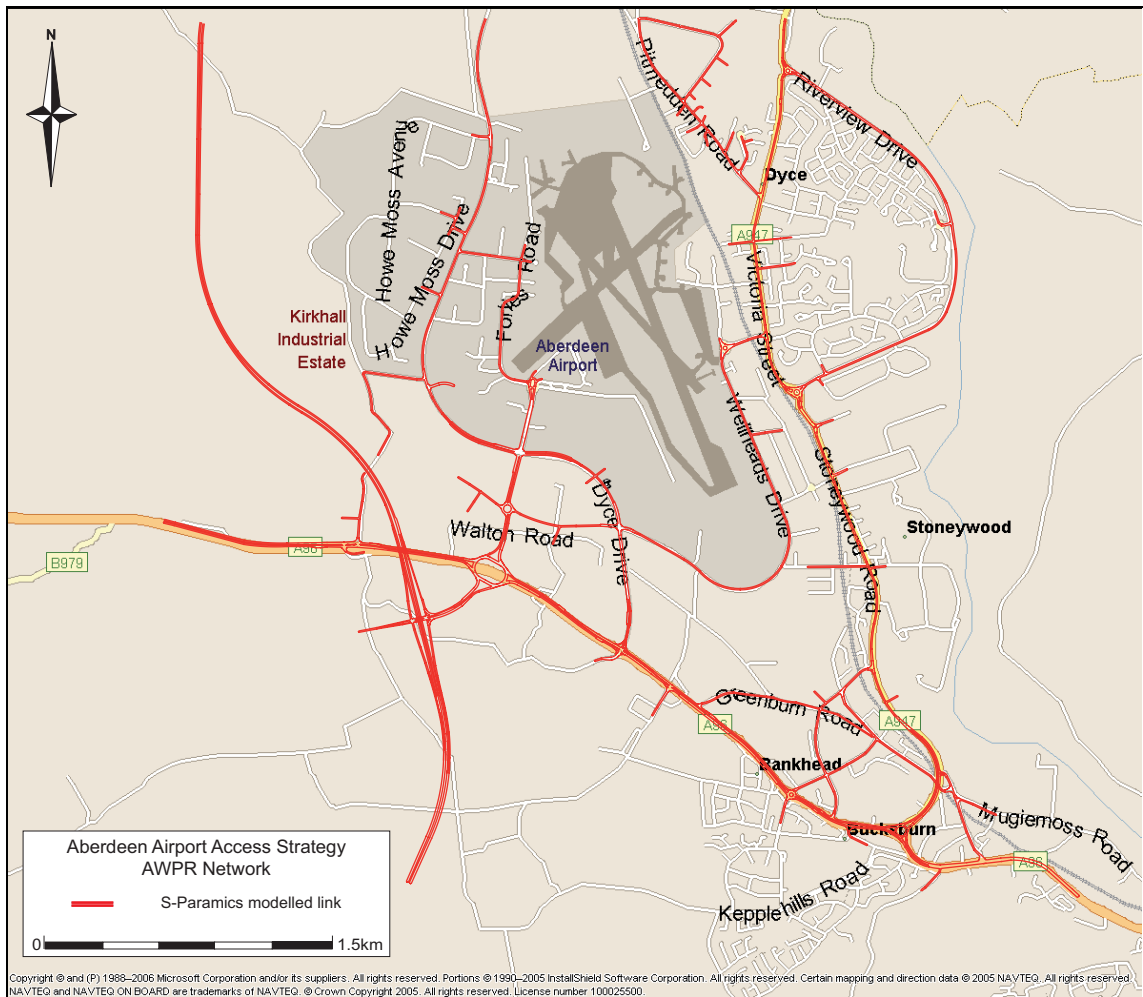 N
Pitmedden Road
Riverview Drive
Howe Moss Avenue
Dyce
Howe Moss Drive
Forbes Road
A947
Victoria Street
Kirkhall
Industrial
Estate
Aberdeen
Airport
Wellheads Drive
Stoneywood Road
Dyce Drive
Walton Road
Stoneywood
A96
B979
Greenburn Road
A96
A947
Bankhead
Mugiemoss Road
Bucksburn
A96
Kepplehills Road
Aberdeen Airport Access Strategy
AWPR Network
S-Paramics modelled link
0 1.5km
Copyright © and (P) 1988–2006 Microsoft Corporation and/or its suppliers. All rights reserved. Portions © 1990–2005 InstallShield Software Corporation. All rights reserved. Certain mapping and direction data © 2005 NAVTEQ. All rights reserved.
NAVTEQ and NAVTEQ ON BOARD are trademarks of NAVTEQ. © Crown Copyright 2005. All rights reserved. License number 100025500.